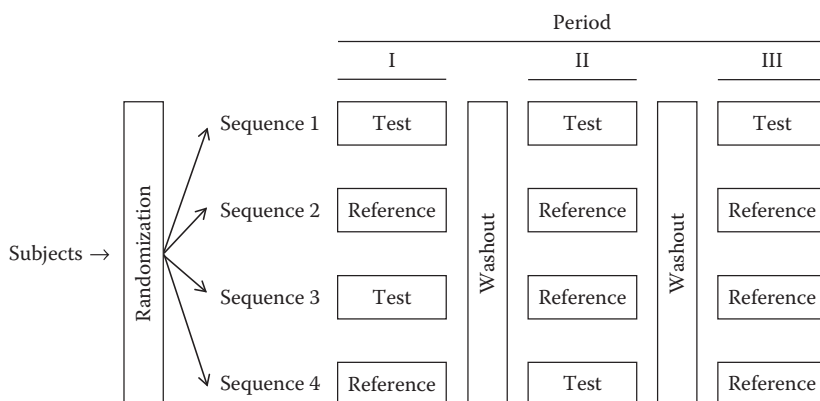 Period
I II III
Sequence 1 Test Test Test
Sequence 2 Reference Reference Reference
Subjects → Randomization Washout Washout
Sequence 3 Test Reference Reference
Sequence 4 Reference Test Reference